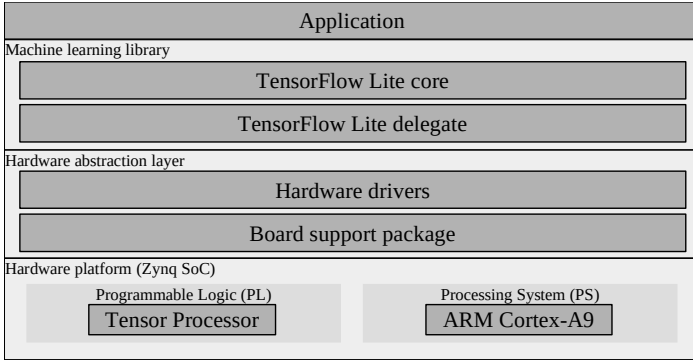 Application
Machine learning library
TensorFlow Lite core
TensorFlow Lite delegate
Hardware abstraction layer
Hardware drivers
Board support package
Hardware platform (Zynq SoC)
Programmable Logic (PL)
Tensor Processor
Processing System (PS)
ARM Cortex-A9